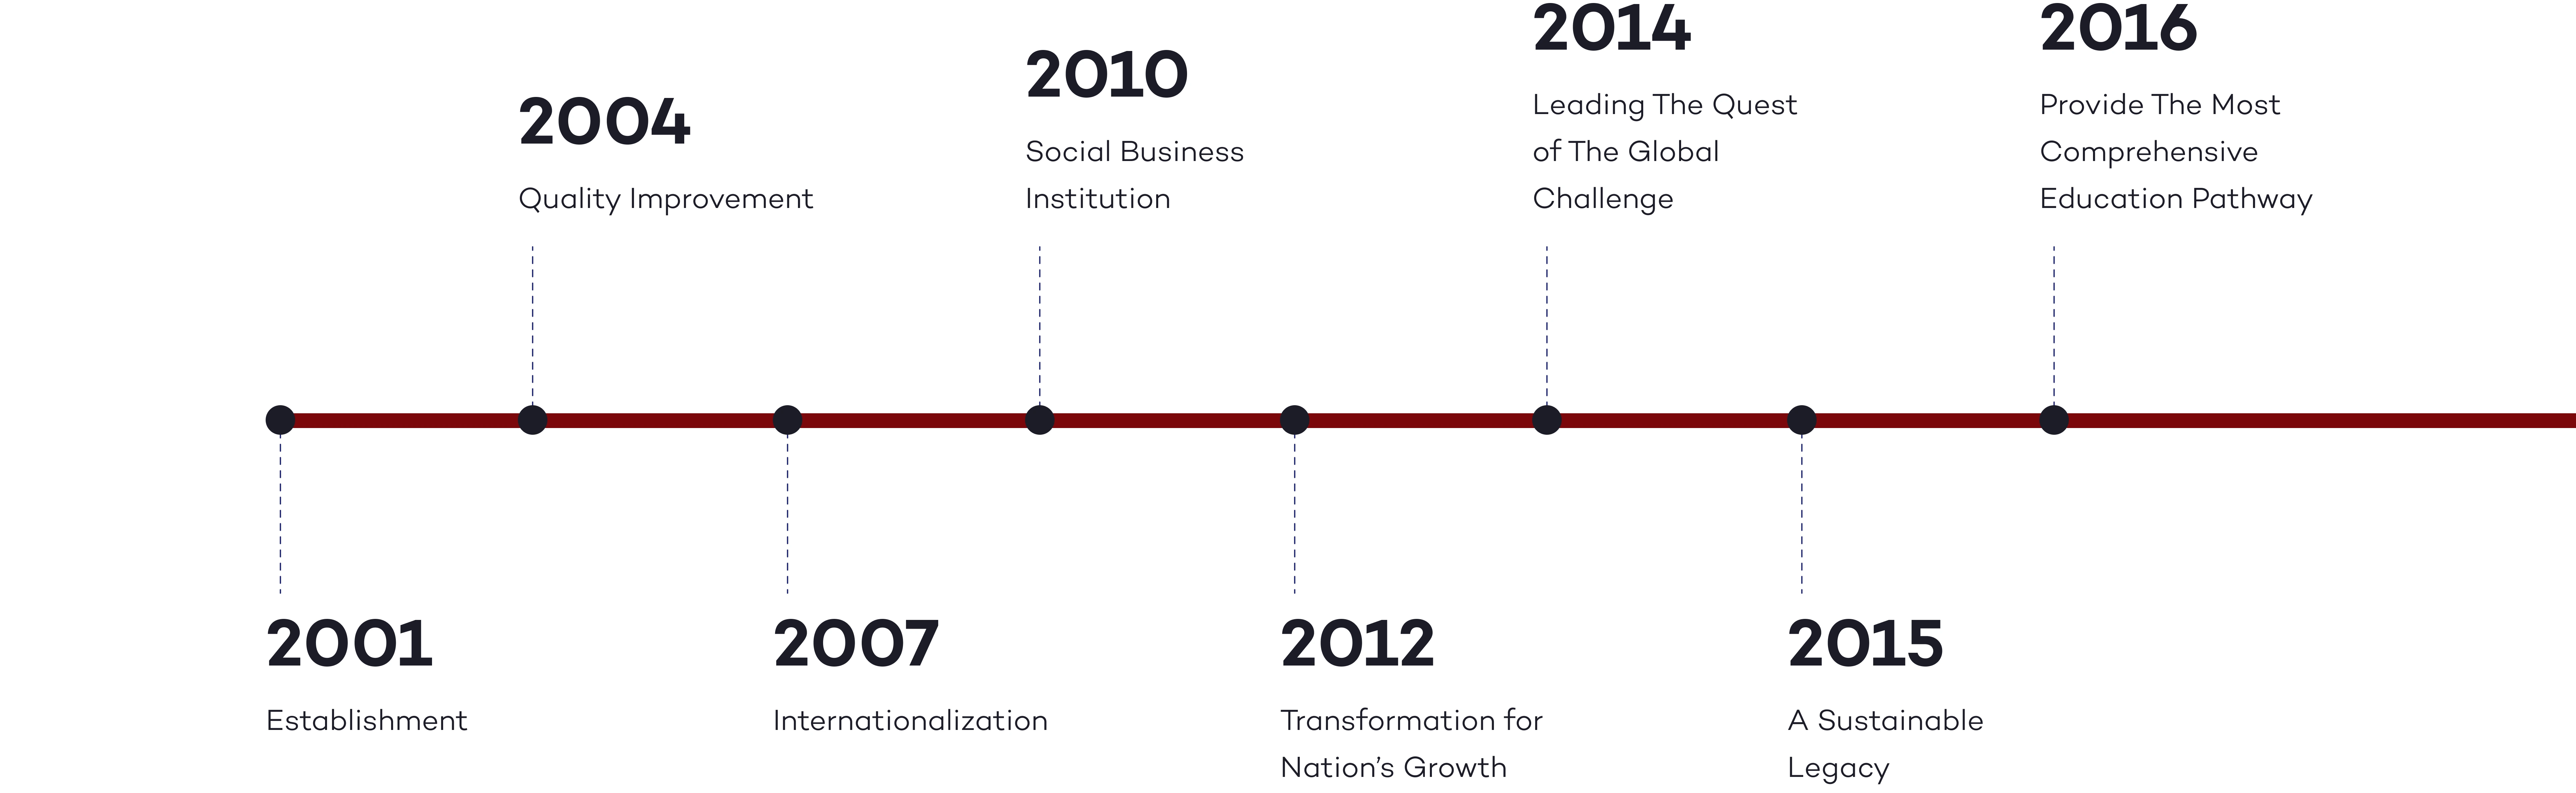 2001
Establishment
2004
Quality Improvement
2007
Internationalization
2010
Social Business
Institution
2012
Transformation for
Nation’s Growth
2014
Leading The Quest
of The Global
Challenge
2015
A Sustainable
Legacy
2016
Provide The Most
Comprehensive
Education Pathway